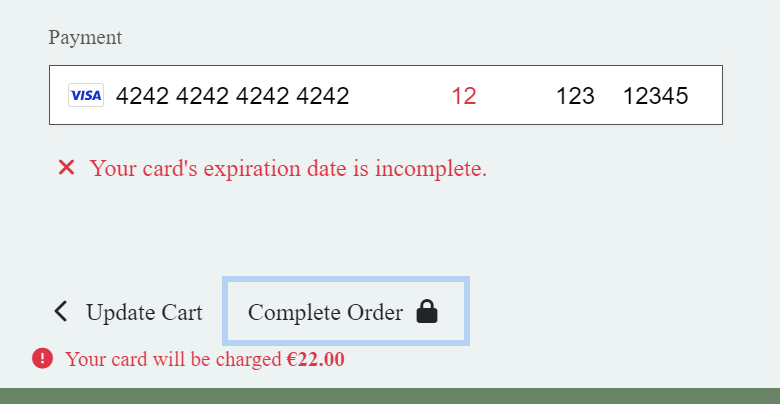 Payment
VISA 4242 4242 4242 4242 12 123 12345
Your card's expiration date is incomplete.
Update Cart Complete Order
Your card will be charged €22.00